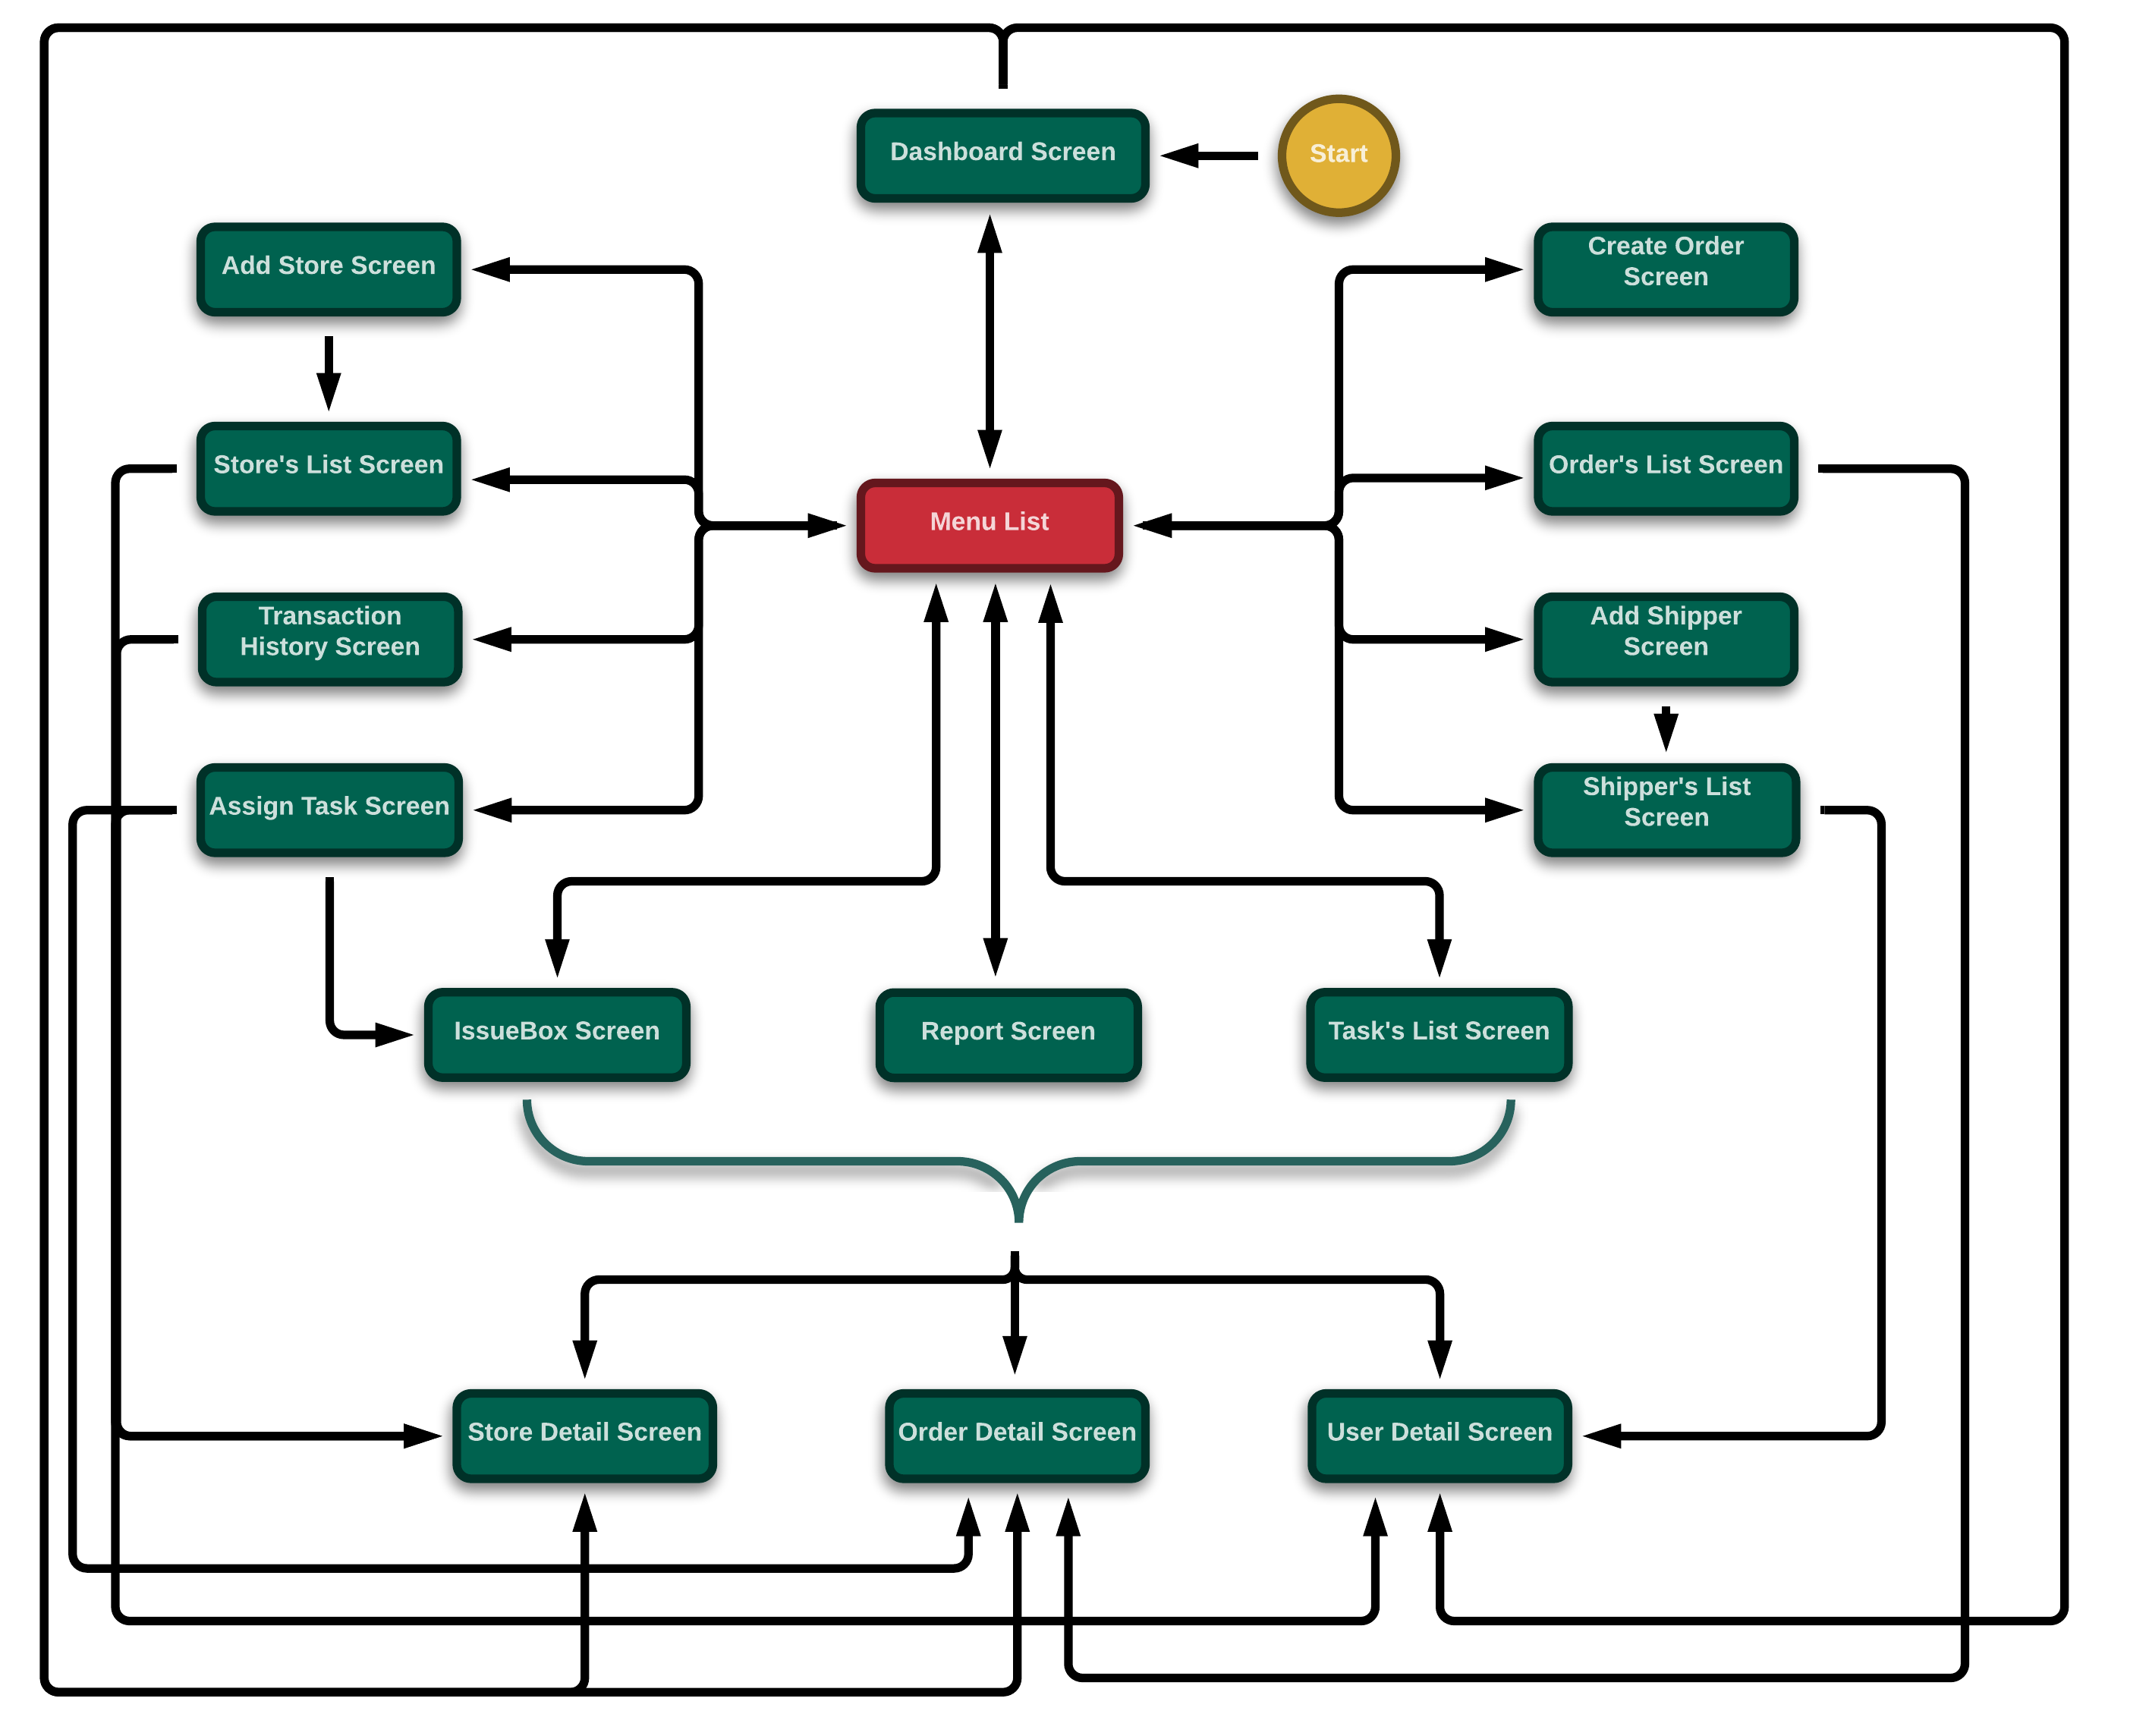 Dashboard Screen
Start
Add Store Screen
Create Order
Screen
Store's List Screen
Order's List Screen
Menu List
Transaction
History Screen
Add Shipper
Screen
Assign Task Screen
Shipper's List
Screen
IssueBox Screen
Report Screen
Task's List Screen
Store Detail Screen
Order Detail Screen
User Detail Screen